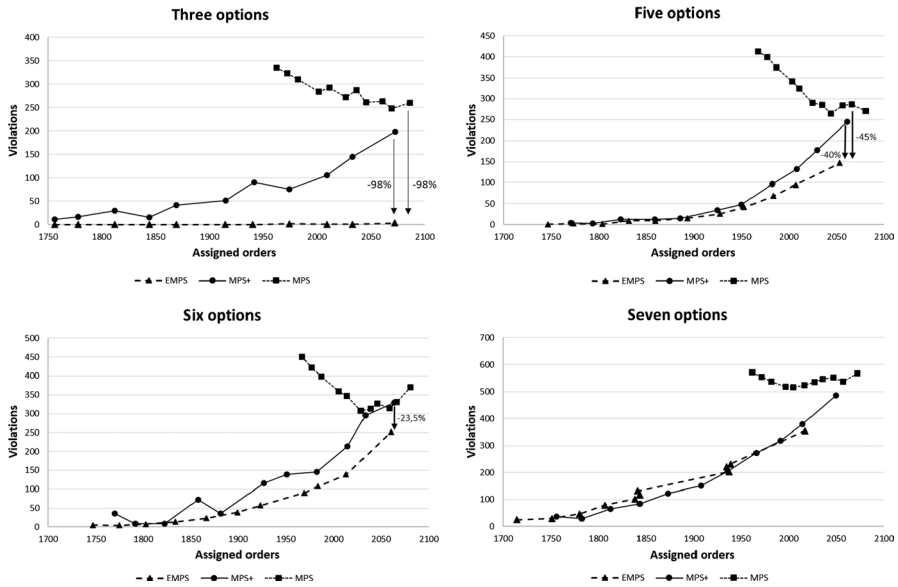 Three options
400
350
300
250
200
150
100
50
0
Violations
-98%
-98%
1750 1800 1850 1900 1950 2000 2050 2100
Assigned orders
EMPS MPS+ MPS
Five options
450
400
350
300
250
200
150
100
50
0
Violations
-40%
-45%
1700 1750 1800 1850 1900 1950 2000 2050 2100
Assigned orders
EMPS MPS+ MPS
Six options
500
450
400
350
300
250
200
150
100
50
0
Violations
-23,5%
1700 1750 1800 1850 1900 1950 2000 2050 2100
Assigned orders
EMPS MPS+ MPS
Seven options
700
600
500
400
300
200
100
0
Violations
1700 1750 1800 1850 1900 1950 2000 2050 2100
Assigned orders
EMPS MPS+ MPS